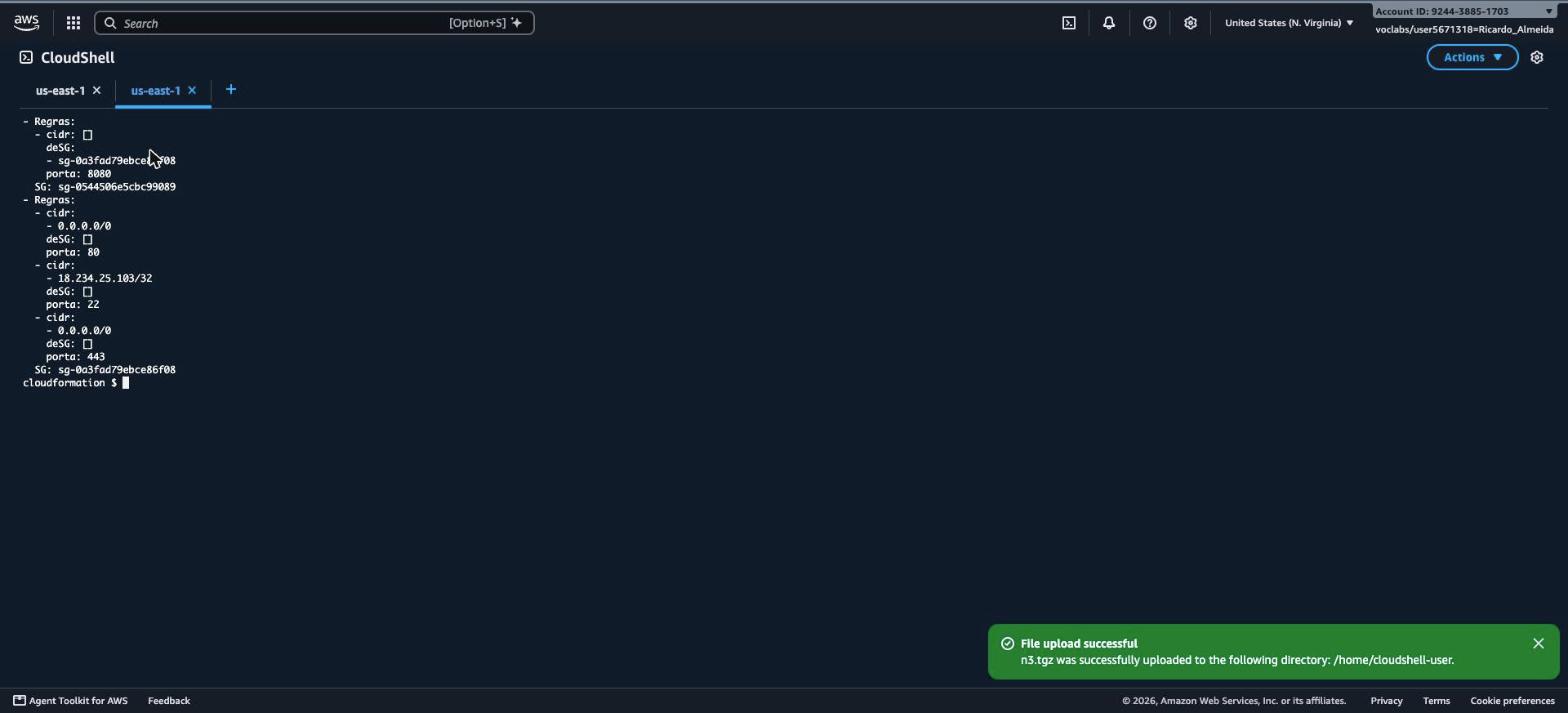 aws
Search
[Option+S]
United States (N. Virginia)
Account ID: 9244-3885-1703
voclabs/user5671318=Ricardo_Almeida
CloudShell
Actions
us-east-1
us-east-1
- Regras:
- cidr: []
deSG:
- sg-0a3fad79ebce86f08
porta: 8080
SG: sg-0544506e5cbc99089
- Regras:
- cidr:
- 0.0.0.0/0
deSG: []
porta: 80
- cidr:
- 18.234.25.103/32
deSG: []
porta: 22
- cidr:
- 0.0.0.0/0
deSG: []
porta: 443
SG: sg-0a3fad79ebce86f08
cloudformation $
File upload successful
n3.tgz was successfully uploaded to the following directory: /home/cloudshell-user.
Agent Toolkit for AWS
Feedback
© 2026, Amazon Web Services, Inc. or its affiliates.
Privacy
Terms
Cookie preferences